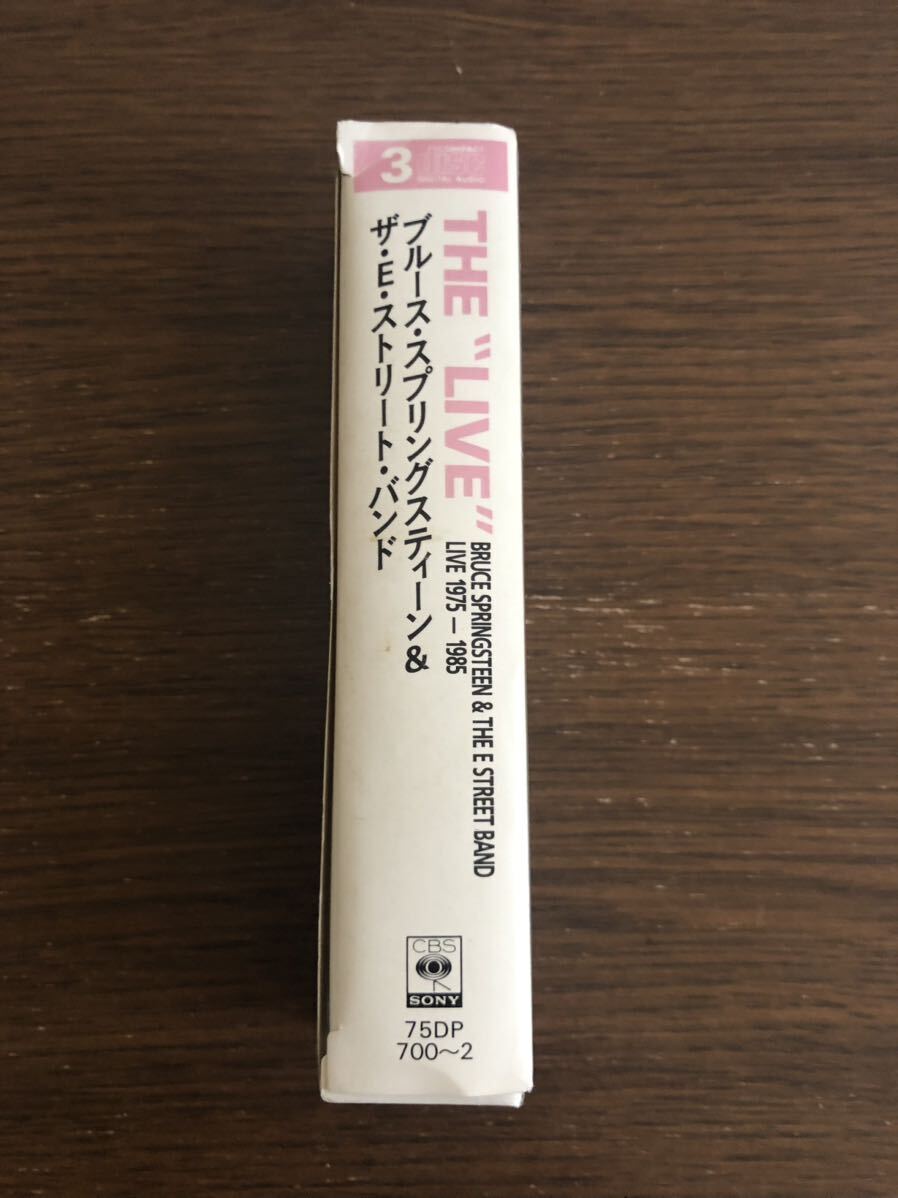 3
COMPACT
disc
DIGITAL AUDIO
THE “LIVE”
BRUCE SPRINGSTEEN & THE E STREET BAND
LIVE 1975 – 1985
ブルース・スプリングスティーン&
ザ・E・ストリート・バンド
CBS
SONY
75DP
700~2